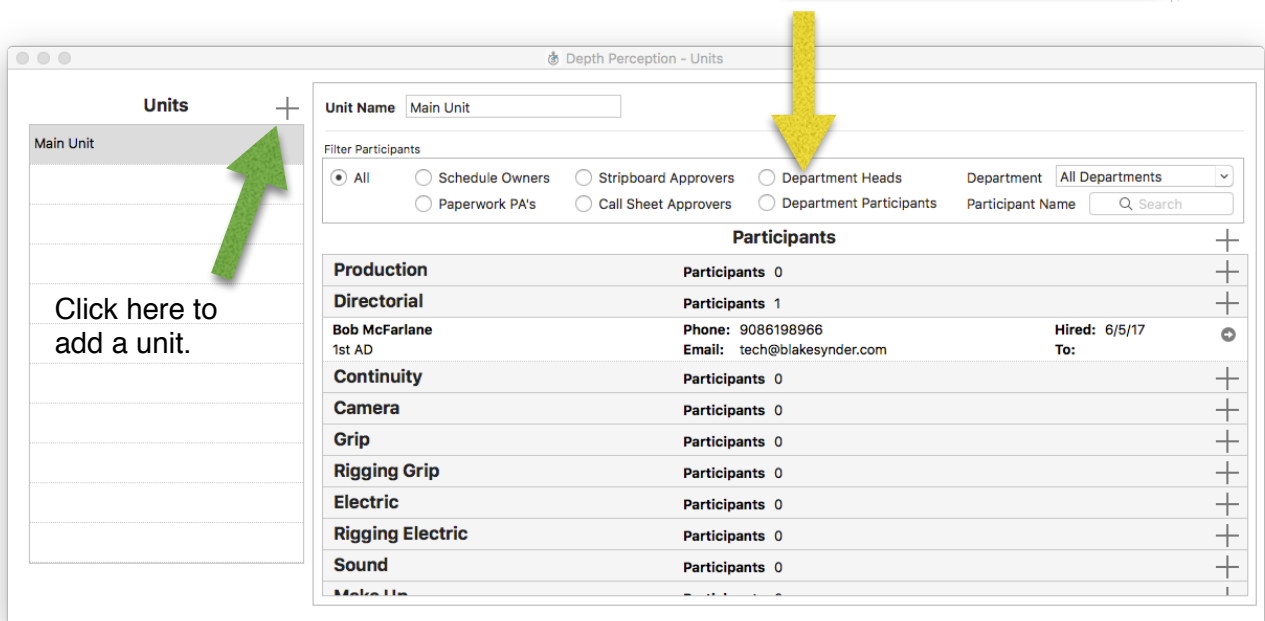 Depth Perception - Units
Units
Main Unit
Click here to
add a unit.
Unit Name Main Unit
Filter Participants
All Schedule Owners Stripboard Approvers Department Heads Department All Departments
Paperwork PA's Call Sheet Approvers Department Participants Participant Name Search
Participants
Production Participants 0
Directorial Participants 1
Bob McFarlane Phone: 9086198966 Hired: 6/5/17
1st AD Email: tech@blakesynder.com To:
Continuity Participants 0
Camera Participants 0
Grip Participants 0
Rigging Grip Participants 0
Electric Participants 0
Rigging Electric Participants 0
Sound Participants 0